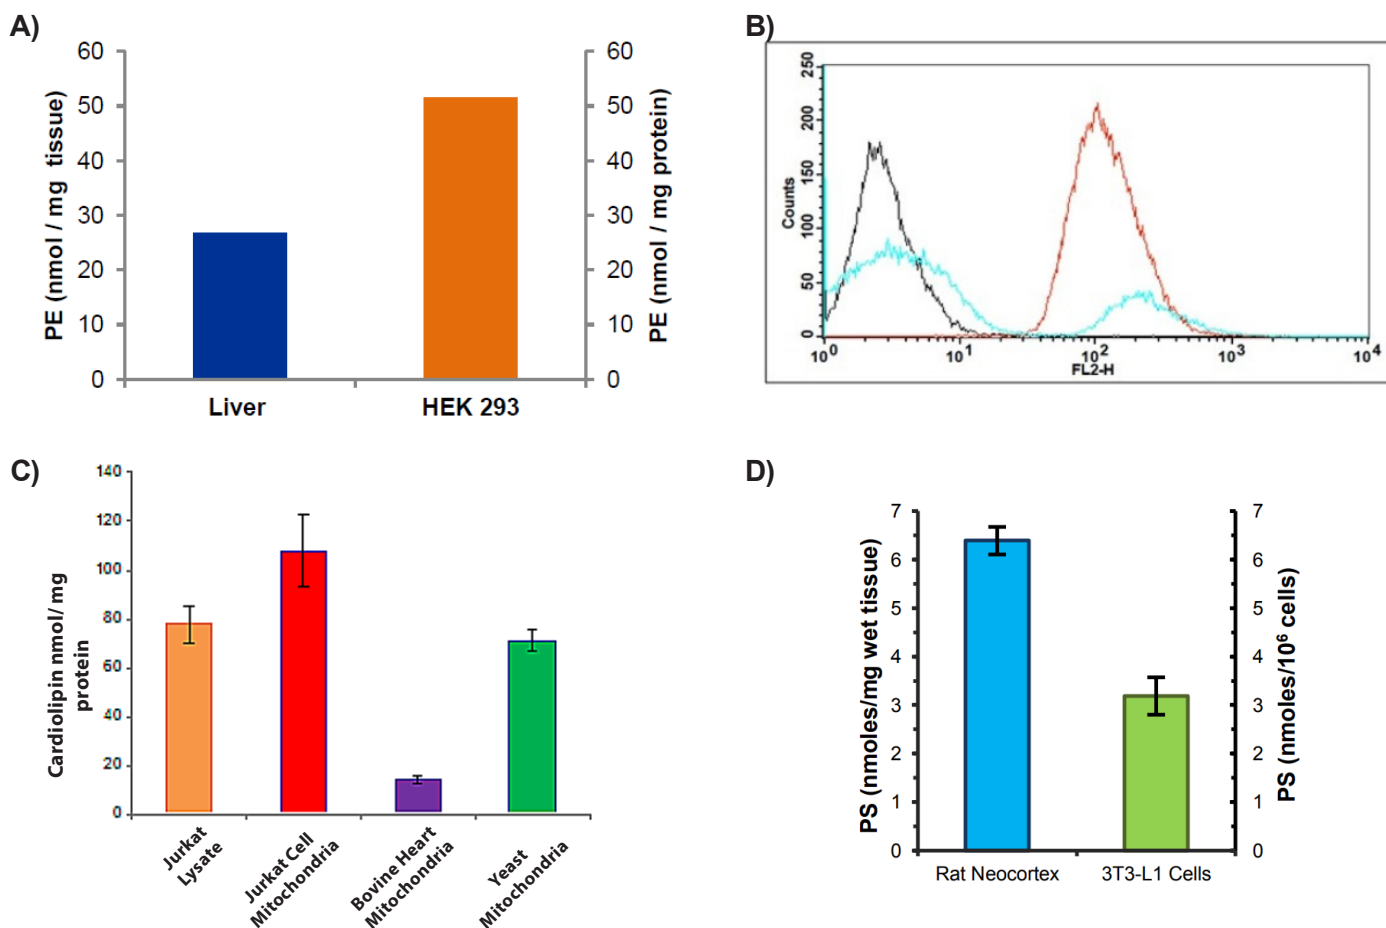 A)
60
50
40
30
20
10
0
PE (nmol / mg tissue)
60
50
40
30
20
10
0
PE (nmol / mg protein)
Liver
HEK 293
B)
250
200
150
100
50
0
Counts
10⁰
10¹
10²
10³
10⁴
FL2-H
C)
140
120
100
80
60
40
20
0
Cardiolipin nmol/ mg
protein
Jurkat
Lysate
Jurkat Cell
Mitochondria
Bovine Heart
Mitochondria
Yeast
Mitochondria
D)
7
6
5
4
3
2
1
0
PS (nmoles/mg wet tissue)
7
6
5
4
3
2
1
0
PS (nmoles/10⁶ cells)
Rat Neocortex
3T3-L1 Cells